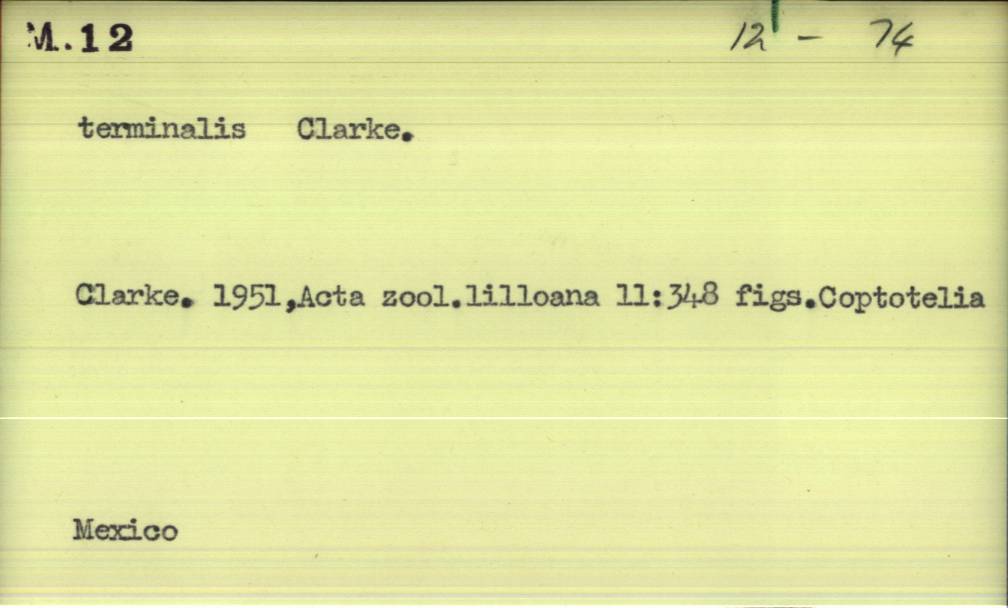 M.12 12 - 74
terminalis Clarke.
Clarke. 1951,Acta zool.lilloana 11:348 figs.Coptotelia
Mexico